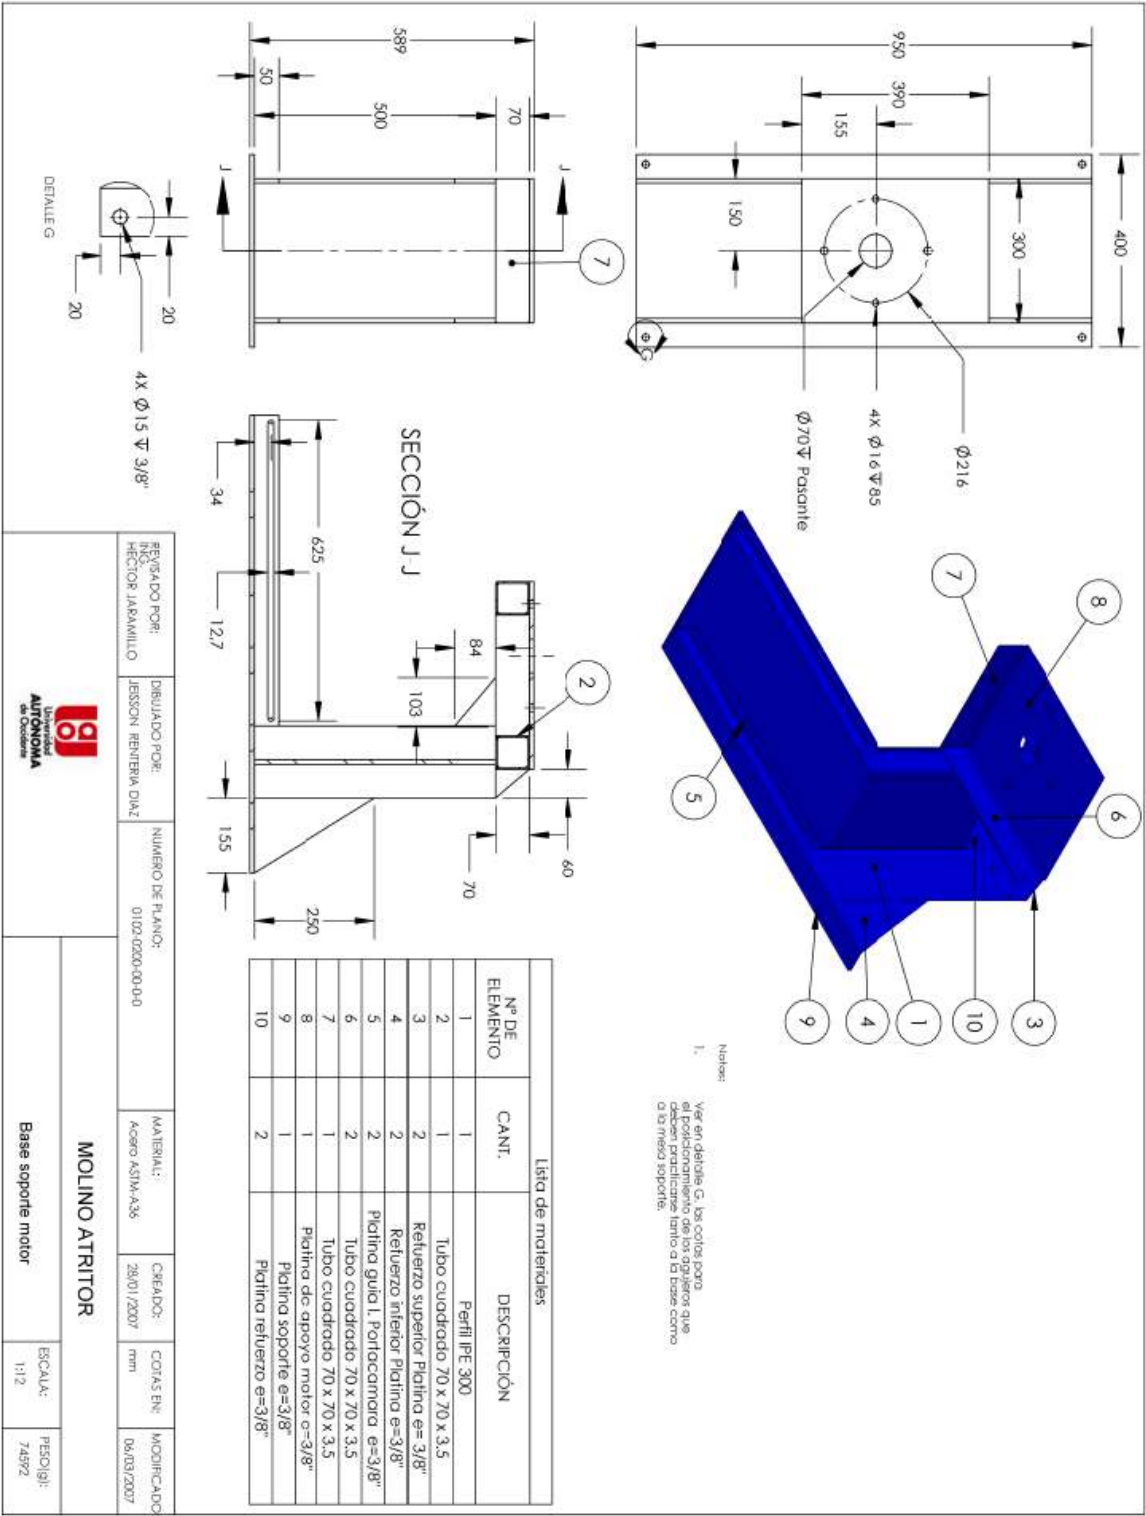 950
390
155
150
300
400
Ø70↧ Pasante
4X Ø16↧85
Ø216
G
589
50
500
70
J
J
7
DETALLE G
20
20
4X Ø15 ↧ 3/8"
SECCIÓN J-J
625
34
12,7
84
103
2
155
60
70
250
7
8
5
6
3
10
1
4
9
Notas:
1. Ver en detalle G, las cotas para
el posicionamiento de los agujeros que
deben practicarse tanto a la base como
a la mesa soporte.
Lista de materiales
Nº DE ELEMENTO CANT. DESCRIPCIÓN
1 1 Perfil IPE 300
2 1 Tubo cuadrado 70 x 70 x 3.5
3 2 Refuerzo superior Platina e= 3/8"
4 2 Refuerzo inferior Platina e=3/8"
5 2 Platina guia I. Portacamara e=3/8"
6 2 Tubo cuadrado 70 x 70 x 3.5
7 1 Tubo cuadrado 70 x 70 x 3.5
8 1 Platina de apoyo motor e=3/8"
9 1 Platina soporte e=3/8"
10 2 Platina refuerzo e=3/8"
REVISADO POR:
ING.
HECTOR JARAMILLO
DIBUJADO POR:
JEISSON RENTERIA DIAZ
NUMERO DE PLANO:
0102-0200-00-0-0
MATERIAL:
Acero ASTM-A36
CREADO:
28/01/2007
COTAS EN:
mm
MODIFICADO
06/03/2007
Universidad
AUTÓNOMA
de Occidente
MOLINO ATRITOR
Base soporte motor
ESCALA:
1:12
PESO(g):
74592